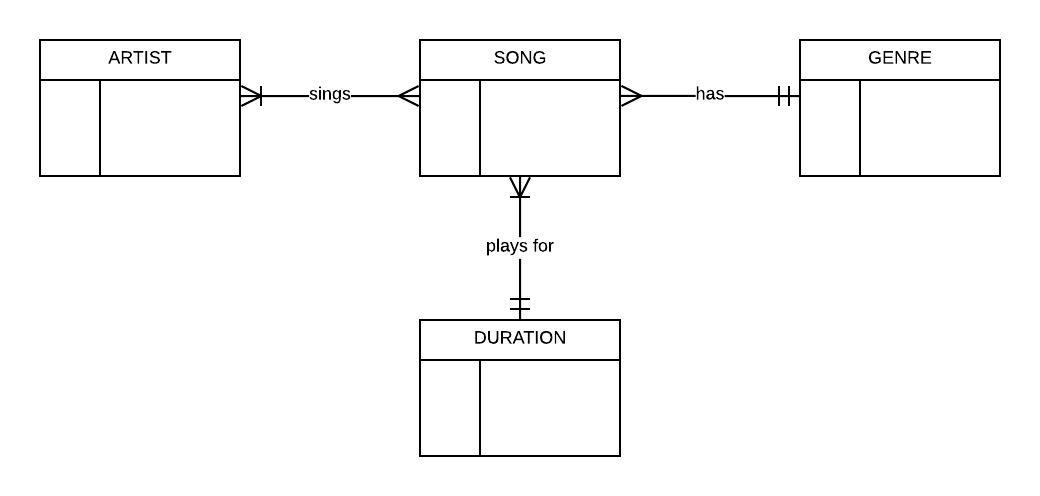 ARTIST
SONG
GENRE
sings
has
plays for
DURATION